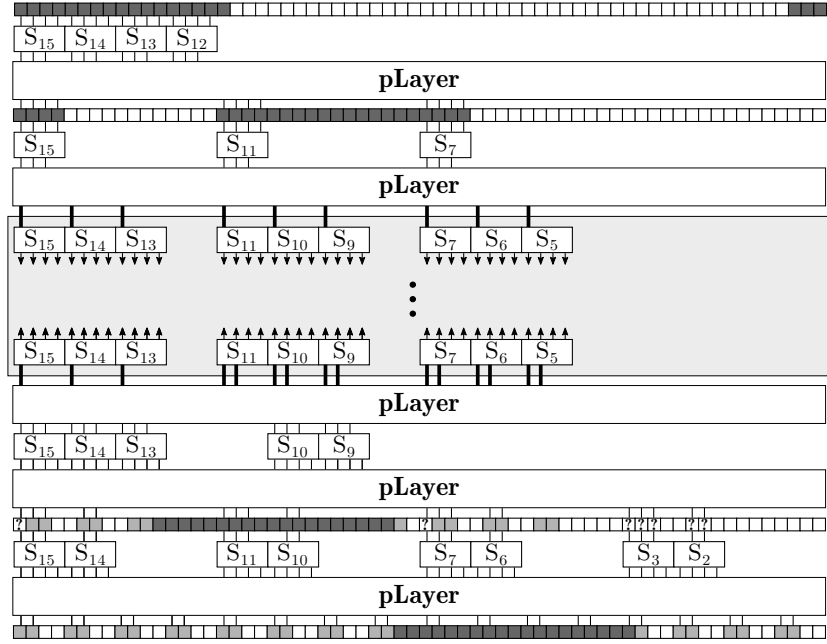 S15 S14 S13 S12
pLayer
S15 S11 S7
pLayer
S15 S14 S13 S11 S10 S9 S7 S6 S5
S15 S14 S13 S11 S10 S9 S7 S6 S5
pLayer
S15 S14 S13 S10 S9
pLayer
? ? ? ? ? ? ?
S15 S14 S11 S10 S7 S6 S3 S2
pLayer